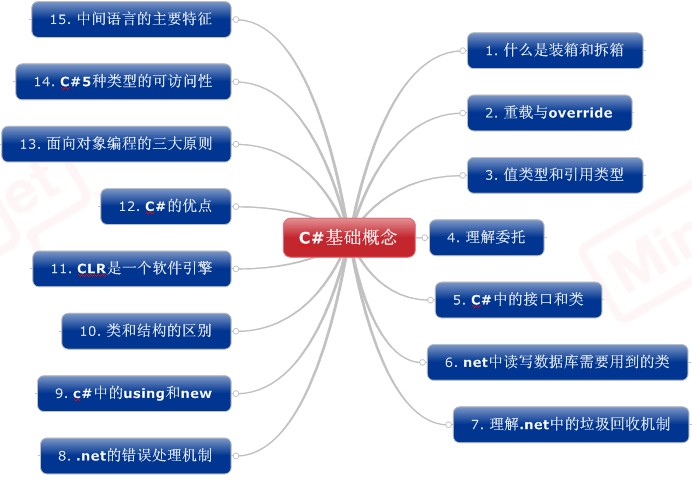 C#基础概念
1. 什么是装箱和拆箱
2. 重载与override
3. 值类型和引用类型
4. 理解委托
5. C#中的接口和类
6. net中读写数据库需要用到的类
7. 理解.net中的垃圾回收机制
8. .net的错误处理机制
9. c#中的using和new
10. 类和结构的区别
11. CLR是一个软件引擎
12. C#的优点
13. 面向对象编程的三大原则
14. C#5种类型的可访问性
15. 中间语言的主要特征
jet
Min